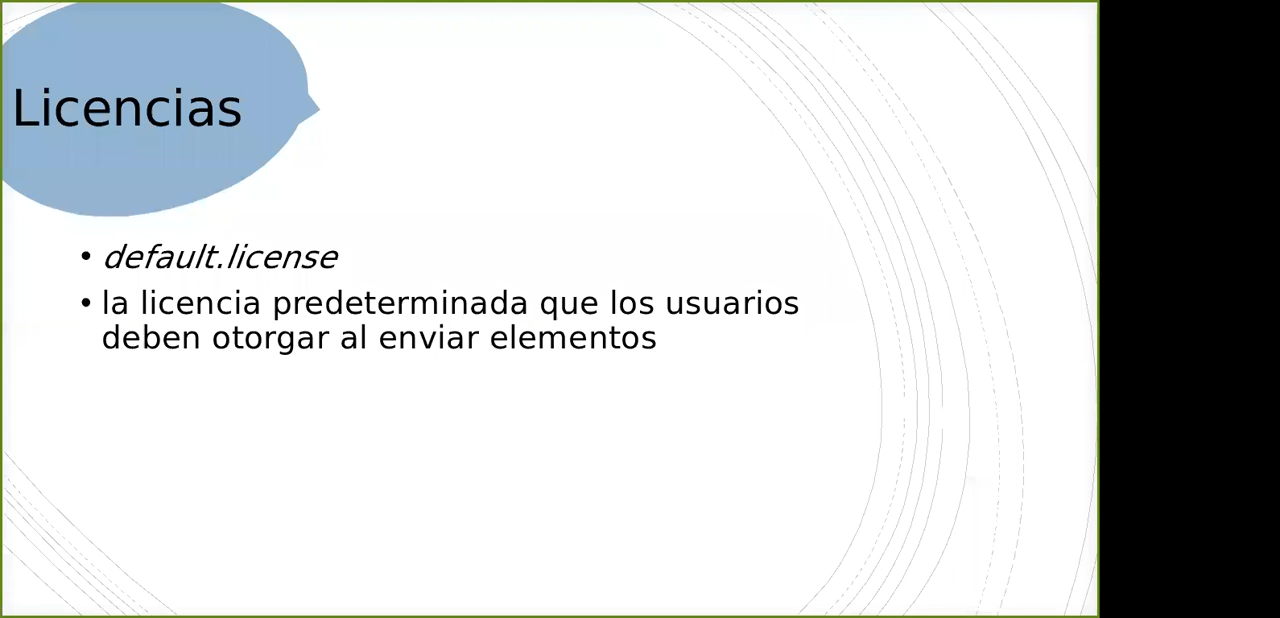 Licencias
• default.license
• la licencia predeterminada que los usuarios
deben otorgar al enviar elementos